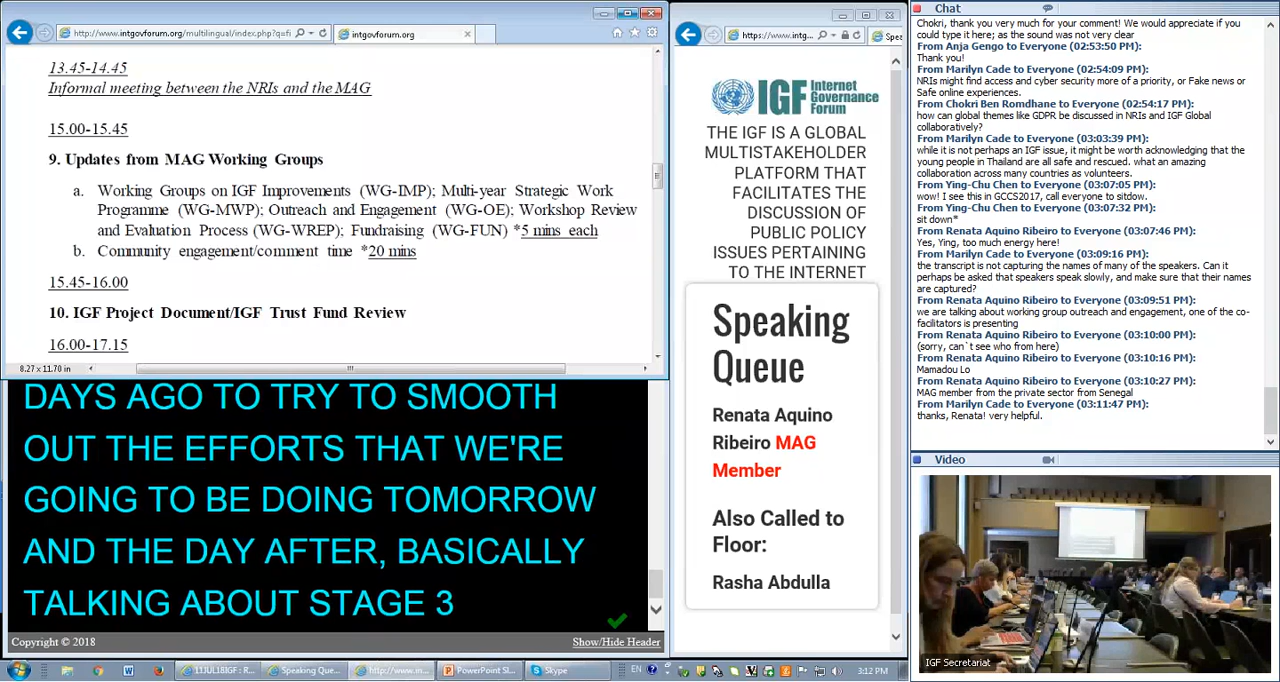 http://www.intgovforum.org/multilingual/index.php?q=fi
intgovforum.org
13.45-14.45
Informal meeting between the NRIs and the MAG
15.00-15.45
9. Updates from MAG Working Groups
a. Working Groups on IGF Improvements (WG-IMP); Multi-year Strategic Work
Programme (WG-MWP); Outreach and Engagement (WG-OE); Workshop Review
and Evaluation Process (WG-WREP); Fundraising (WG-FUN) *5 mins each
b. Community engagement/comment time *20 mins
15.45-16.00
10. IGF Project Document/IGF Trust Fund Review
16.00-17.15
8.27 x 11.70 in
DAYS AGO TO TRY TO SMOOTH
OUT THE EFFORTS THAT WE'RE
GOING TO BE DOING TOMORROW
AND THE DAY AFTER, BASICALLY
TALKING ABOUT STAGE 3
Copyright © 2018
Show/Hide Header
https://www.intg...
Spe
IGF Internet
Governance
Forum
THE IGF IS A GLOBAL
MULTISTAKEHOLDER
PLATFORM THAT
FACILITATES THE
DISCUSSION OF
PUBLIC POLICY
ISSUES PERTAINING
TO THE INTERNET
Speaking
Queue
Renata Aquino
Ribeiro MAG
Member
Also Called to
Floor:
Rasha Abdulla
Chat
Chokri, thank you very much for your comment! We would appreciate if you
could type it here; as the sound was not very clear
From Anja Gengo to Everyone (02:53:50 PM):
Thank you!
From Marilyn Cade to Everyone (02:54:09 PM):
NRIs might find access and cyber security more of a priority, or Fake news or
Safe online experiences.
From Chokri Ben Romdhane to Everyone (02:54:17 PM):
how can global themes like GDPR be discussed in NRIs and IGF Global
collaboratively?
From Marilyn Cade to Everyone (03:03:39 PM):
while it is not perhaps an IGF issue, it might be worth acknowledging that the
young people in Thailand are all safe and rescued. what an amazing
collaboration across many countries as volunteers.
From Ying-Chu Chen to Everyone (03:07:05 PM):
wow! I see this in GCCS2017, call everyone to sitdow.
From Ying-Chu Chen to Everyone (03:07:32 PM):
sit down*
From Renata Aquino Ribeiro to Everyone (03:07:46 PM):
Yes, Ying, too much energy here!
From Marilyn Cade to Everyone (03:09:16 PM):
the transcript is not capturing the names of many of the speakers. Can it
perhaps be asked that speakers speak slowly, and make sure that their names
are captured?
From Renata Aquino Ribeiro to Everyone (03:09:51 PM):
we are talking about working group outreach and engagement, one of the co-
facilitators is presenting
From Renata Aquino Ribeiro to Everyone (03:10:00 PM):
(sorry, can`t see who from here)
From Renata Aquino Ribeiro to Everyone (03:10:16 PM):
Mamadou Lo
From Renata Aquino Ribeiro to Everyone (03:10:27 PM):
MAG member from the private sector from Senegal
From Marilyn Cade to Everyone (03:11:47 PM):
thanks, Renata! very helpful.
Video
IGF Secretariat
11JUL18IGF : R...
Speaking Que...
http://www.in...
PowerPoint Sl...
Skype
EN
3:12 PM